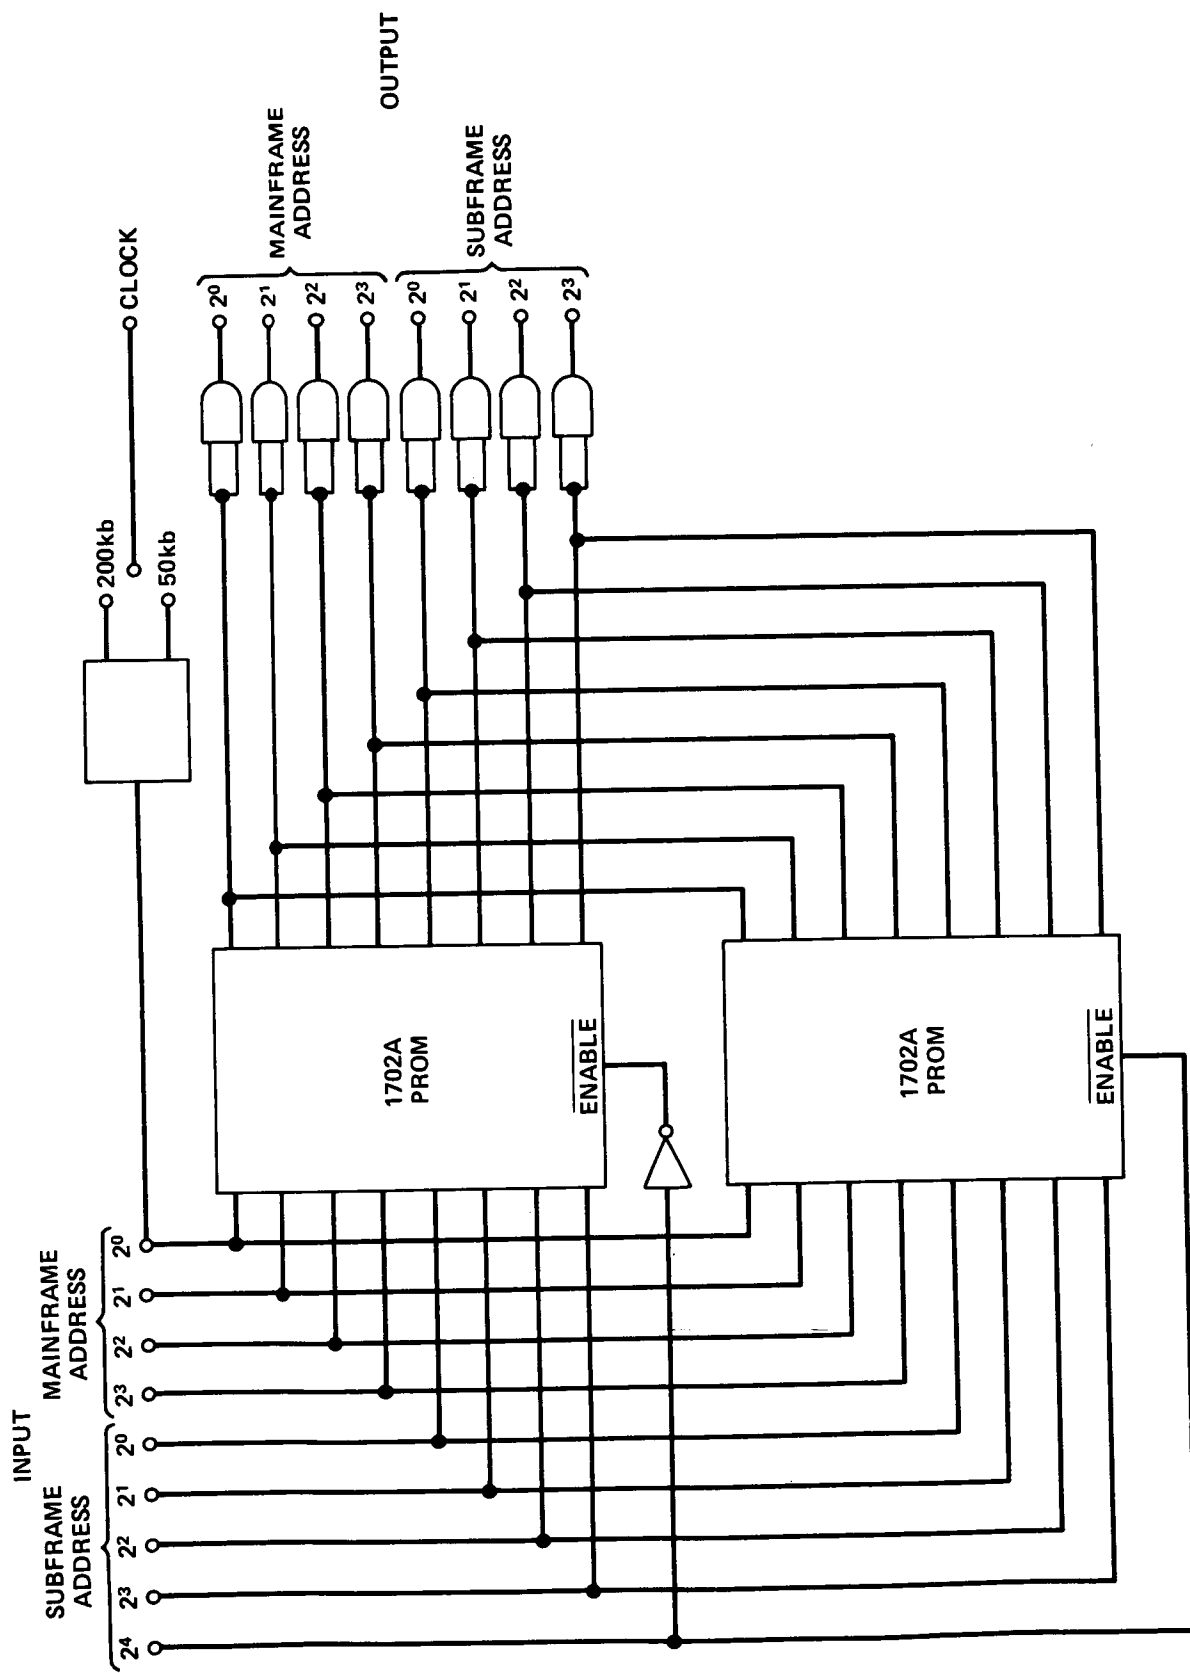 INPUT
SUBFRAME
ADDRESS
MAINFRAME
ADDRESS
2⁴
2³
2²
2¹
2⁰
2³
2²
2¹
2⁰
1702A
PROM
ENABLE
1702A
PROM
ENABLE
200kb
50kb
CLOCK
2⁰
2¹
2²
2³
2⁰
2¹
2²
2³
MAINFRAME
ADDRESS
SUBFRAME
ADDRESS
OUTPUT